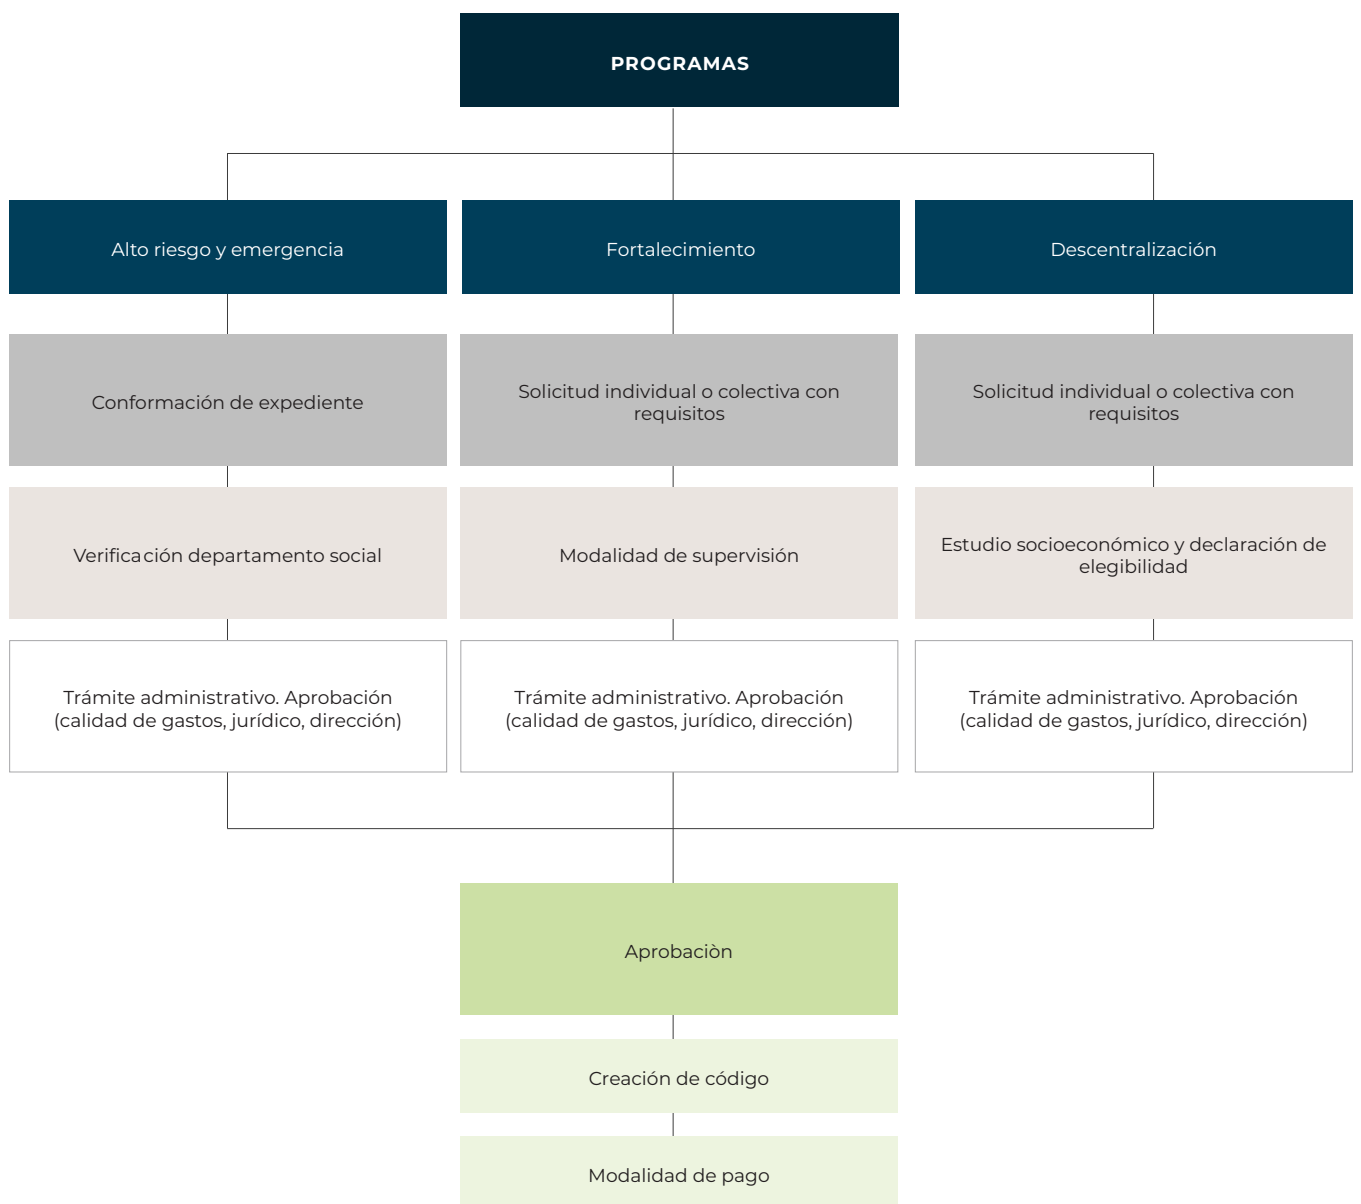 PROGRAMAS
Alto riesgo y emergencia
Fortalecimiento
Descentralización
Conformación de expediente
Solicitud individual o colectiva con
requisitos
Solicitud individual o colectiva con
requisitos
Verificación departamento social
Modalidad de supervisión
Estudio socioeconómico y declaración de
elegibilidad
Trámite administrativo. Aprobación
(calidad de gastos, jurídico, dirección)
Trámite administrativo. Aprobación
(calidad de gastos, jurídico, dirección)
Trámite administrativo. Aprobación
(calidad de gastos, jurídico, dirección)
Aprobaciòn
Creación de código
Modalidad de pago